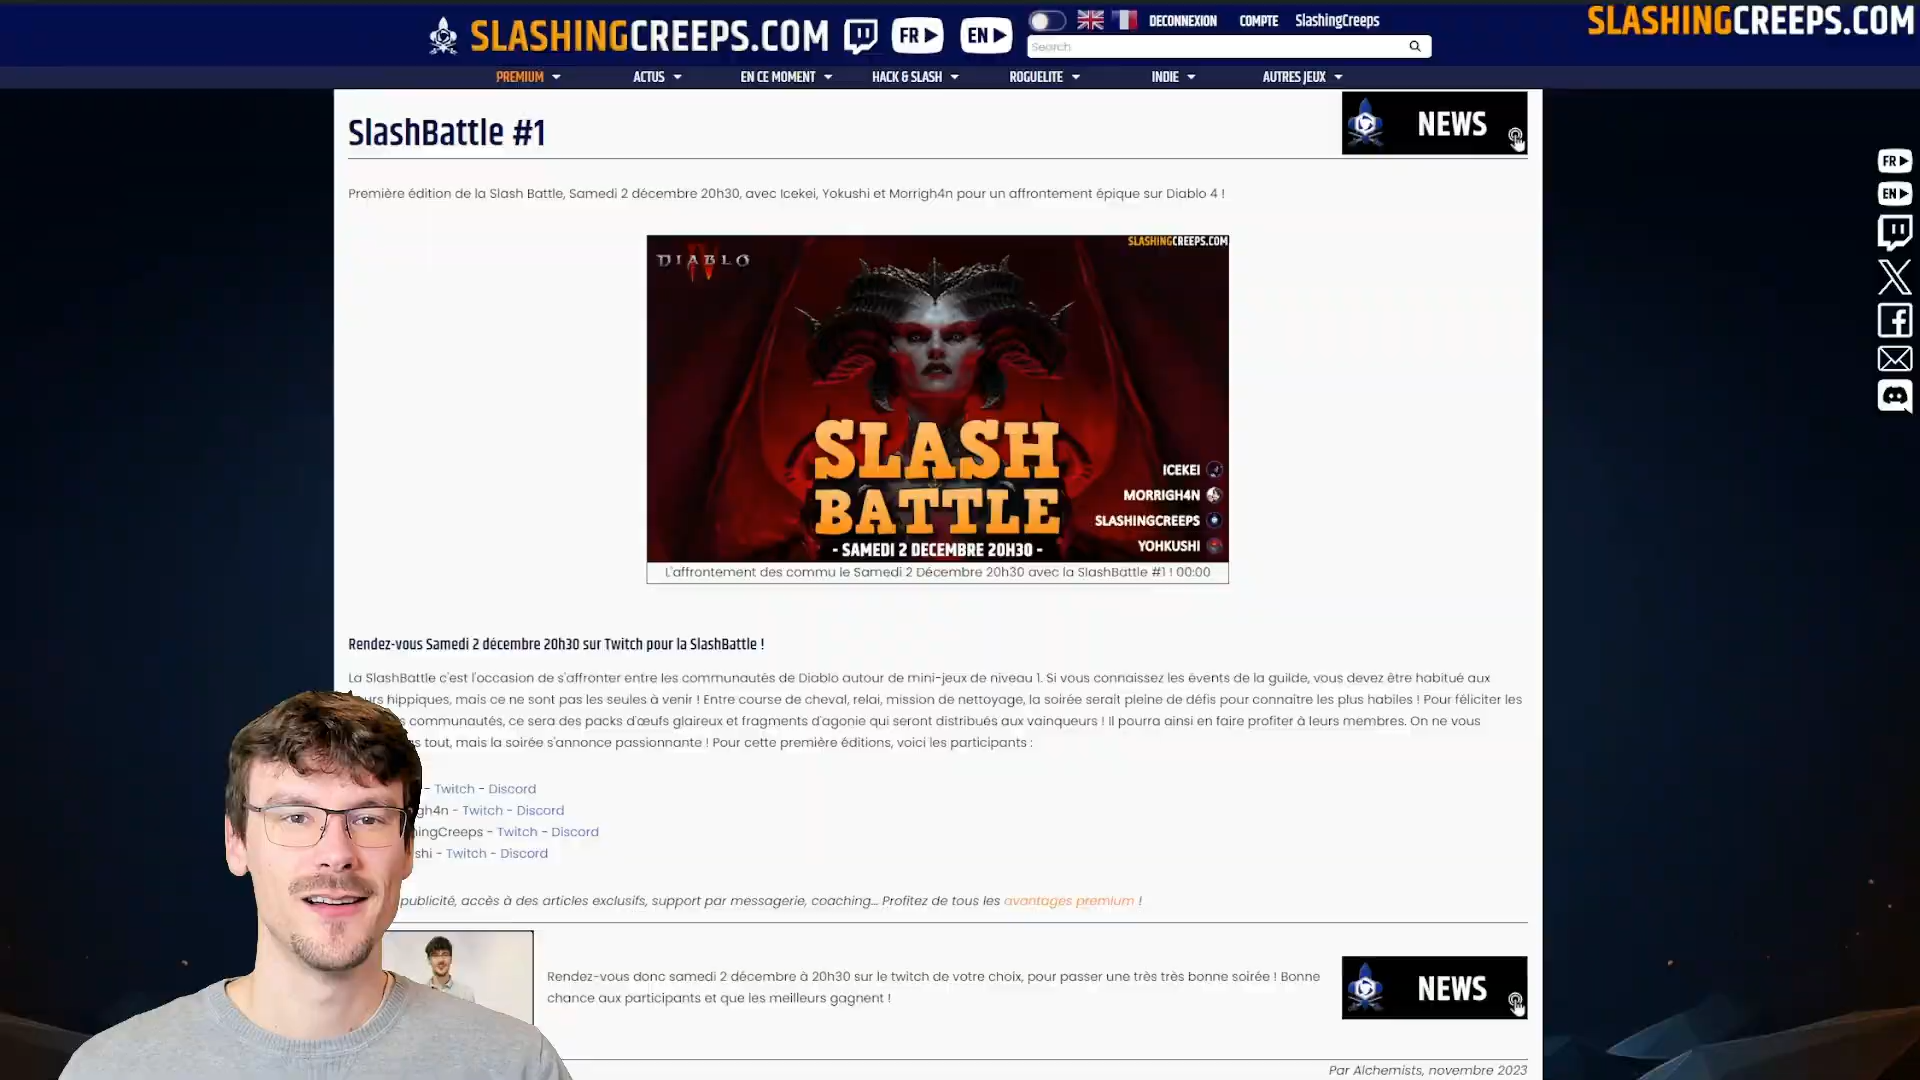 SLASHINGCREEPS.COM
FR
EN
DECONNEXION
COMPTE
SlashingCreeps
Search
SLASHINGCREEPS.COM
PREMIUM
ACTUS
EN CE MOMENT
HACK & SLASH
ROGUELITE
INDIE
AUTRES JEUX
SlashBattle #1
NEWS
Première édition de la Slash Battle, Samedi 2 décembre 20h30, avec Icekei, Yokushi et Morrigh4n pour un affrontement épique sur Diablo 4 !
FR
EN
SLASHINGCREEPS.COM
DIABLO
IV
SLASH
BATTLE
- SAMEDI 2 DECEMBRE 20H30 -
ICEKEI
MORRIGH4N
SLASHINGCREEPS
YOHKUSHI
L'affrontement des commu le Samedi 2 Décembre 20h30 avec la SlashBattle #1 ! 00:00
Rendez-vous Samedi 2 décembre 20h30 sur Twitch pour la SlashBattle !
La SlashBattle c'est l'occasion de s'affronter entre les communautés de Diablo autour de mini-jeux de niveau 1. Si vous connaissez les évents de la guilde, vous devez être habitué aux
hippiques, mais ce ne sont pas les seules à venir ! Entre course de cheval, relai, mission de nettoyage, la soirée serait pleine de défis pour connaître les plus habiles ! Pour féliciter les
communautés, ce sera des packs d'œufs glaireux et fragments d'agonie qui seront distribués aux vainqueurs ! Il pourra ainsi en faire profiter à leurs membres. On ne vous
tout, mais la soirée s'annonce passionnante ! Pour cette première éditions, voici les participants :
- Twitch - Discord
gh4n - Twitch - Discord
hingCreeps - Twitch - Discord
shi - Twitch - Discord
publicité, accès à des articles exclusifs, support par messagerie, coaching... Profitez de tous les avantages premium !
Rendez-vous donc samedi 2 décembre à 20h30 sur le twitch de votre choix, pour passer une très très bonne soirée ! Bonne
chance aux participants et que les meilleurs gagnent !
NEWS
Par Alchemists, novembre 2023